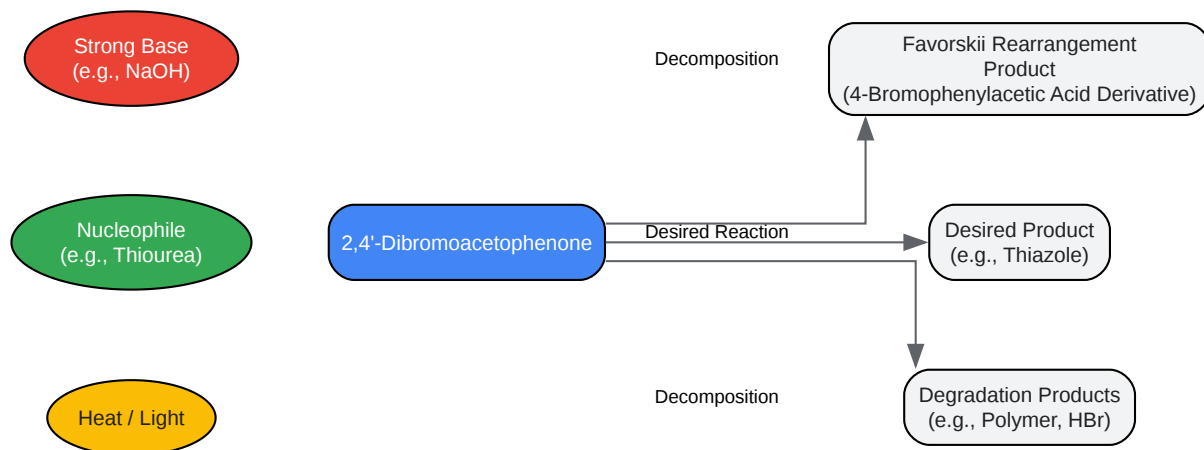 Strong Base
(e.g., NaOH)
Decomposition
Favorskii Rearrangement
Product
(4-Bromophenylacetic Acid Derivative)
Nucleophile
(e.g., Thiourea)
2,4'-Dibromoacetophenone
Desired Reaction
Desired Product
(e.g., Thiazole)
Heat / Light
Decomposition
Degradation Products
(e.g., Polymer, HBr)